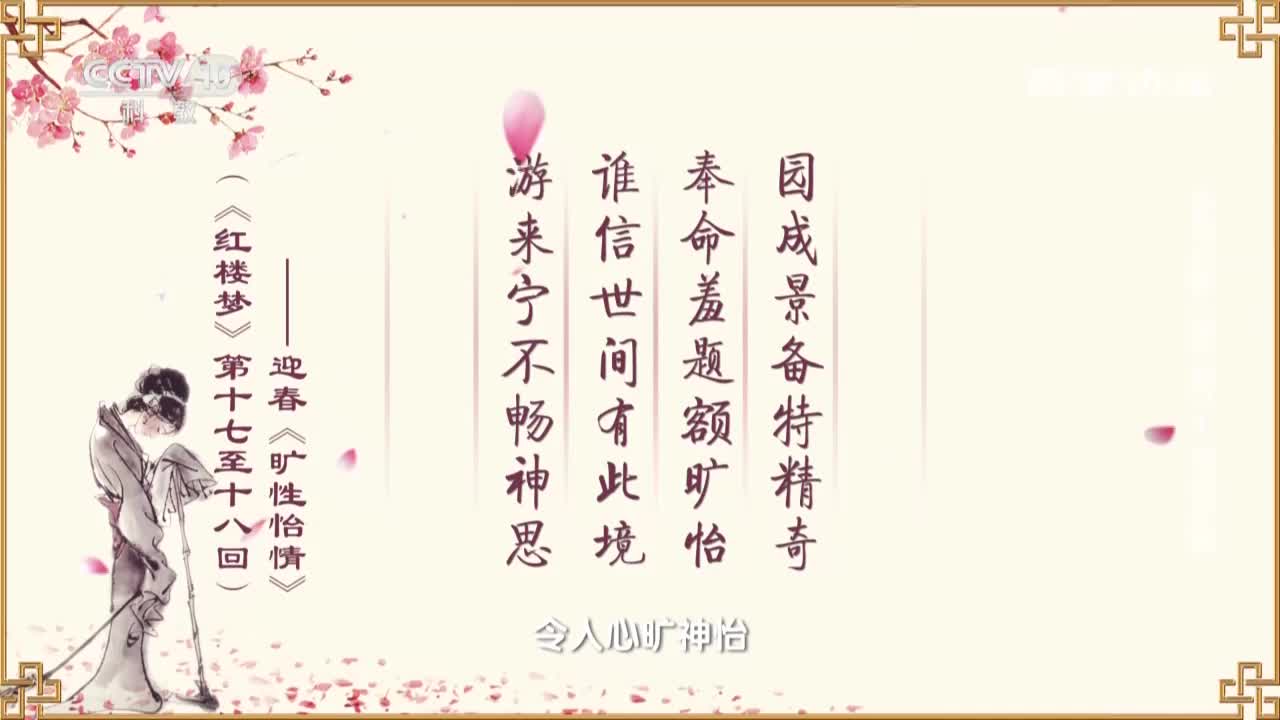 CCTV 10
科教
园成景备特精奇
奉命羞题额旷怡
谁信世间有此境
游来宁不畅神思
——迎春《旷性怡情》
（《红楼梦》第十七至十八回）
令人心旷神怡